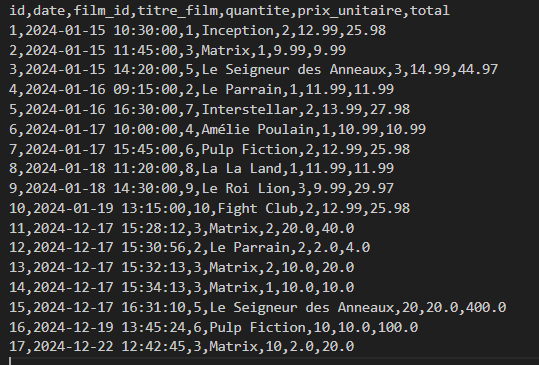 id,date,film_id,titre_film,quantite,prix_unitaire,total
1,2024-01-15 10:30:00,1,Inception,2,12.99,25.98
2,2024-01-15 11:45:00,3,Matrix,1,9.99,9.99
3,2024-01-15 14:20:00,5,Le Seigneur des Anneaux,3,14.99,44.97
4,2024-01-16 09:15:00,2,Le Parrain,1,11.99,11.99
5,2024-01-16 16:30:00,7,Interstellar,2,13.99,27.98
6,2024-01-17 10:00:00,4,Amélie Poulain,1,10.99,10.99
7,2024-01-17 15:45:00,6,Pulp Fiction,2,12.99,25.98
8,2024-01-18 11:20:00,8,La La Land,1,11.99,11.99
9,2024-01-18 14:30:00,9,Le Roi Lion,3,9.99,29.97
10,2024-01-19 13:15:00,10,Fight Club,2,12.99,25.98
11,2024-12-17 15:28:12,3,Matrix,2,20.0,40.0
12,2024-12-17 15:30:56,2,Le Parrain,2,2.0,4.0
13,2024-12-17 15:32:13,3,Matrix,2,10.0,20.0
14,2024-12-17 15:34:13,3,Matrix,1,10.0,10.0
15,2024-12-17 16:31:10,5,Le Seigneur des Anneaux,20,20.0,400.0
16,2024-12-19 13:45:24,6,Pulp Fiction,10,10.0,100.0
17,2024-12-22 12:42:45,3,Matrix,10,2.0,20.0